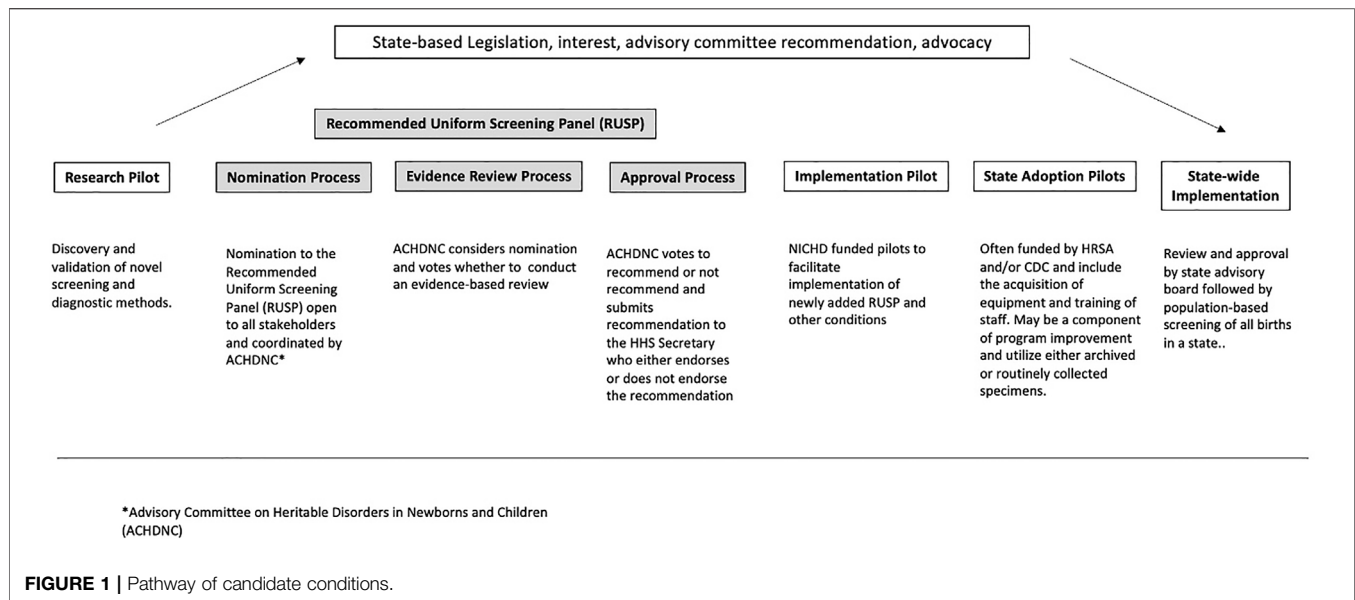 State-based Legislation, interest, advisory committee recommendation, advocacy
Recommended Uniform Screening Panel (RUSP)
Research Pilot
Discovery and
validation of novel
screening and
diagnostic methods.
Nomination Process
Nomination to the
Recommended
Uniform Screening
Panel (RUSP) open
to all stakeholders
and coordinated by
ACHDNC*
Evidence Review Process
ACHDNC considers nomination
and votes whether to conduct
an evidence-based review
Approval Process
ACHDNC votes to
recommend or not
recommend and
submits
recommendation to
the HHS Secretary
who either endorses
or does not endorse
the recommendation
Implementation Pilot
NICHD funded pilots to
facilitate
implementation of
newly added RUSP and
other conditions
State Adoption Pilots
Often funded by HRSA
and/or CDC and include
the acquisition of
equipment and training of
staff. May be a component
of program improvement
and utilize either archived
or routinely collected
specimens.
State-wide
Implementation
Review and approval
by state advisory
board followed by
population-based
screening of all births
in a state..
*Advisory Committee on Heritable Disorders in Newborns and Children
(ACHDNC)
FIGURE 1 | Pathway of candidate conditions.